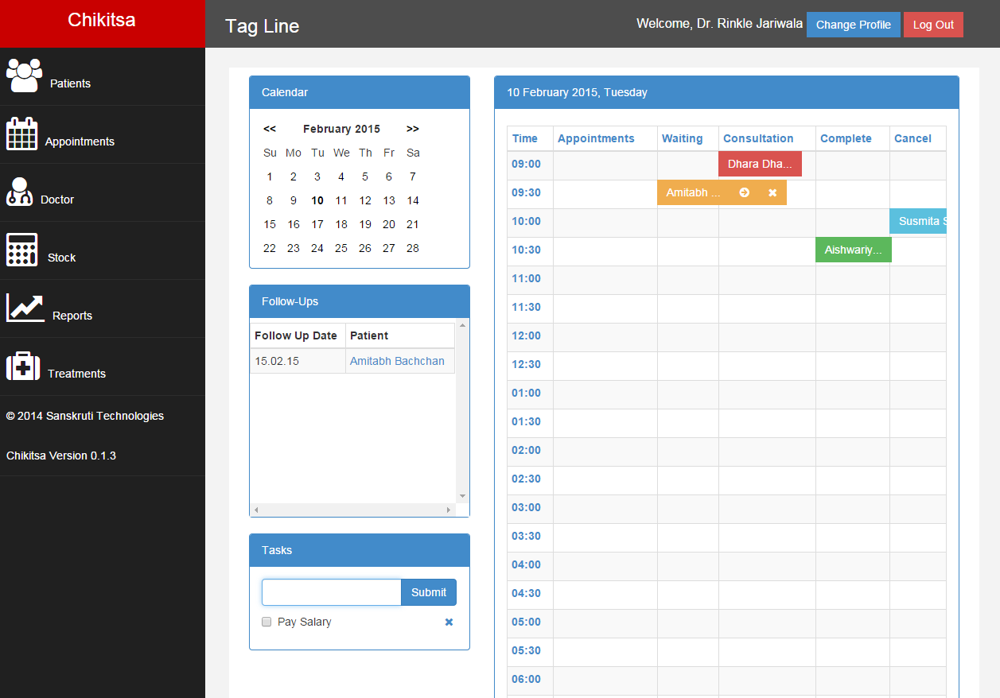 Chikitsa
Tag Line
Welcome, Dr. Rinkle Jariwala Change Profile Log Out
Patients
Appointments
Doctor
Stock
Reports
Treatments
© 2014 Sanskruti Technologies
Chikitsa Version 0.1.3
Calendar
<< February 2015 >>
Su Mo Tu We Th Fr Sa
1 2 3 4 5 6 7
8 9 10 11 12 13 14
15 16 17 18 19 20 21
22 23 24 25 26 27 28
Follow-Ups
Follow Up Date Patient
15.02.15 Amitabh Bachchan
Tasks
Submit
Pay Salary
10 February 2015, Tuesday
Time Appointments Waiting Consultation Complete Cancel
09:00 Dhara Dha...
09:30 Amitabh ...
10:00 Susmita S
10:30 Aishwariy...
11:00
11:30
12:00
12:30
01:00
01:30
02:00
02:30
03:00
03:30
04:00
04:30
05:00
05:30
06:00